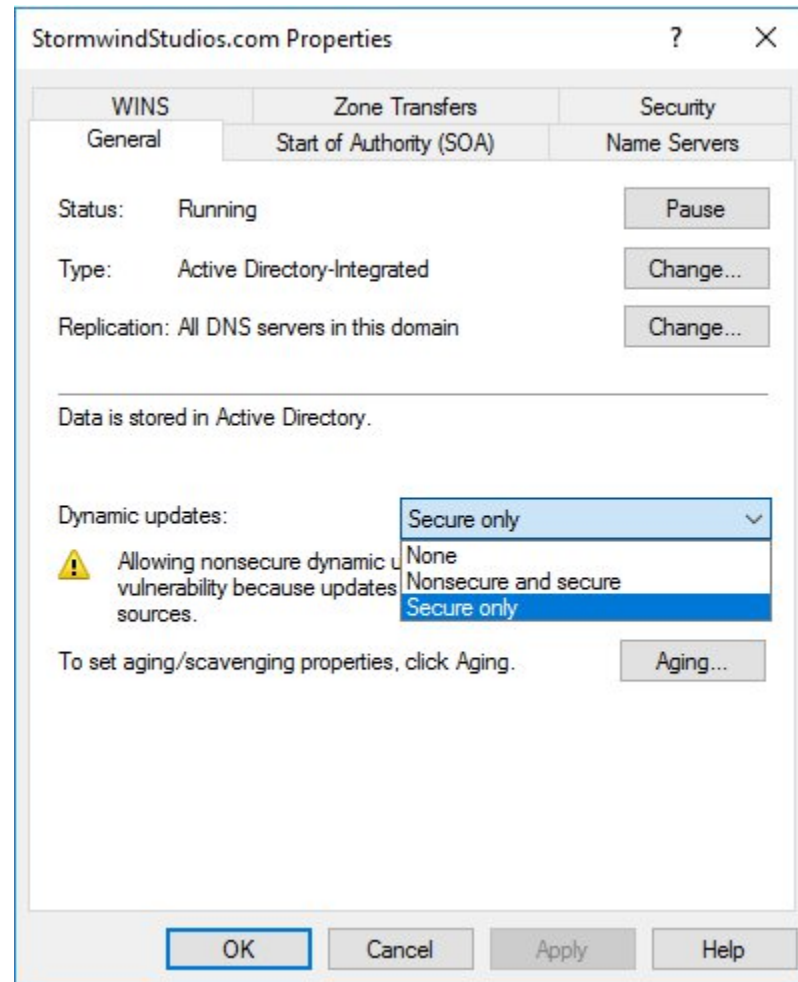 StormwindStudios.com Properties ? ×
WINS Zone Transfers Security
General Start of Authority (SOA) Name Servers
Status: Running Pause
Type: Active Directory-Integrated Change...
Replication: All DNS servers in this domain Change...
Data is stored in Active Directory.
Dynamic updates: Secure only
None
Nonsecure and secure
Secure only
Allowing nonsecure dynamic
vulnerability because updates
sources.
To set aging/scavenging properties, click Aging. Aging...
OK Cancel Apply Help